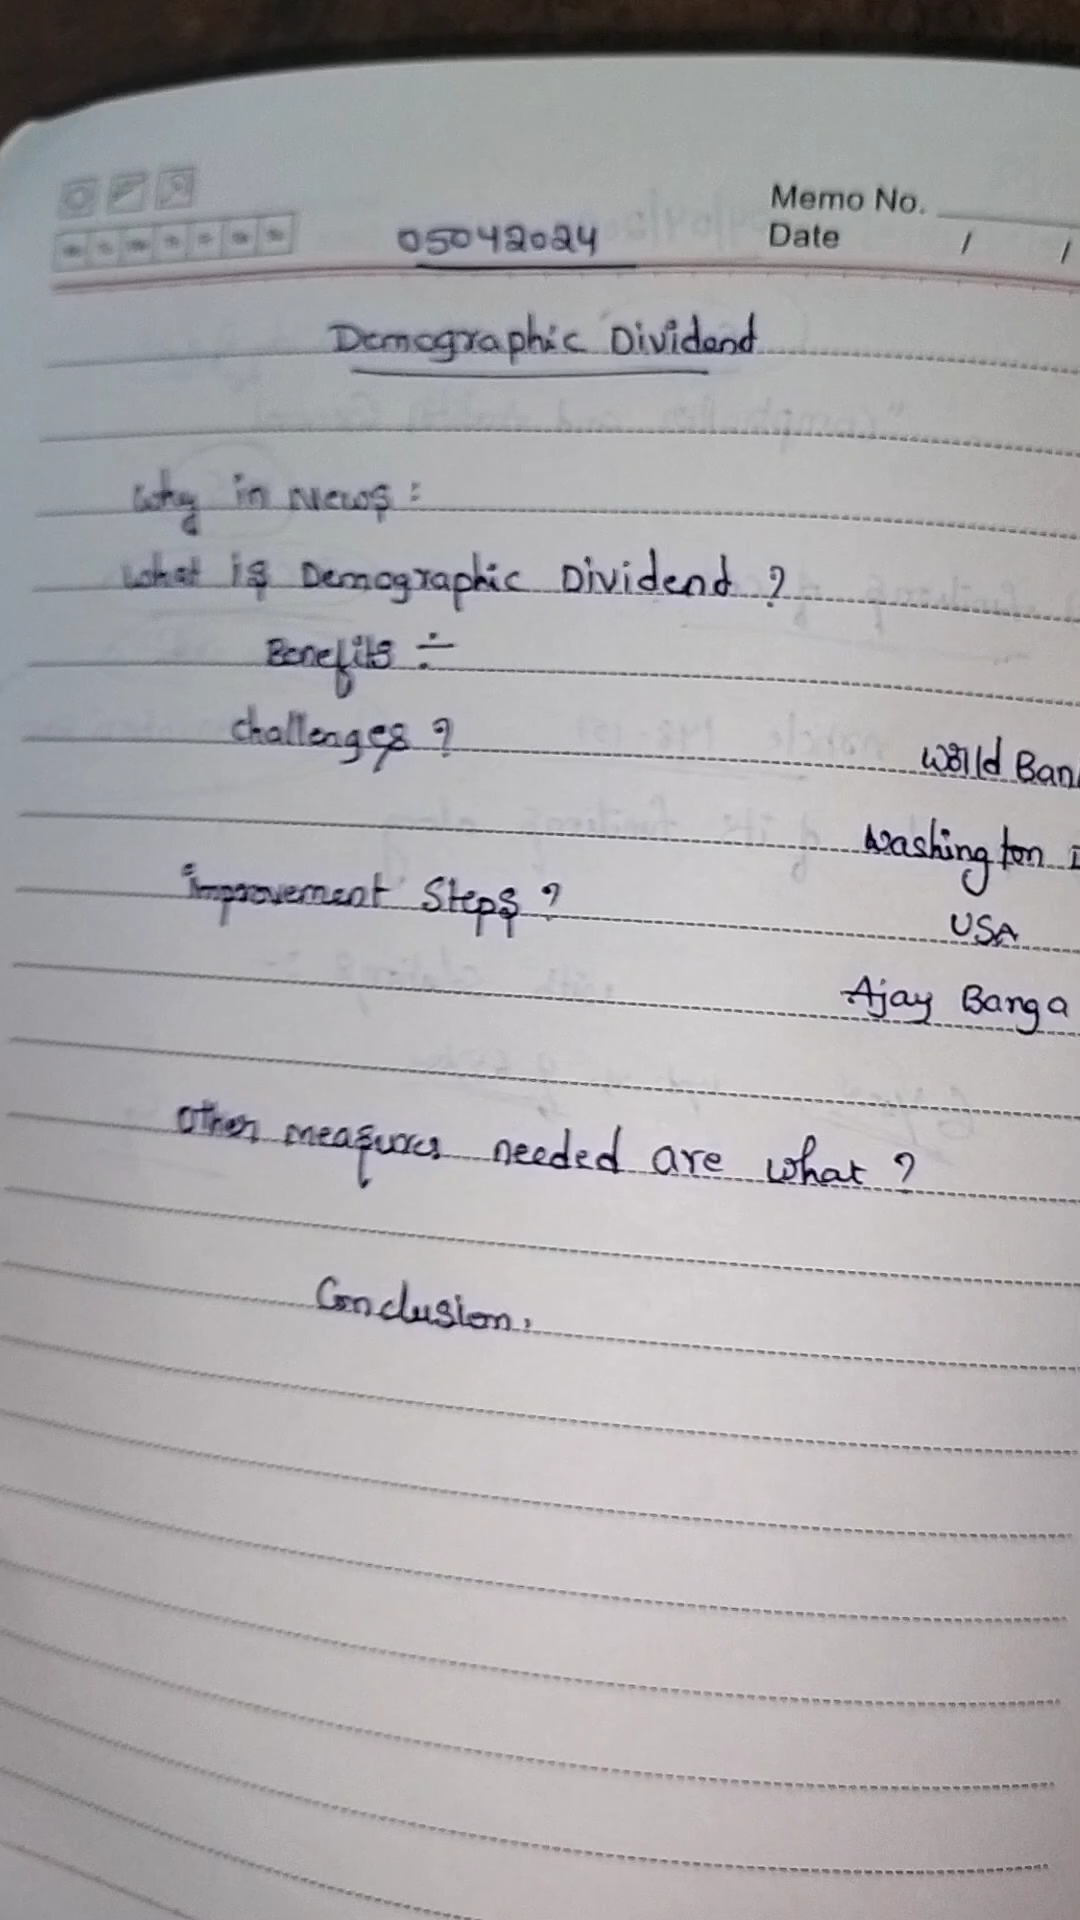 Memo No.
05042024
Date / /
Demographic Dividend
Why in News:
What is Demographic Dividend ?
Benefits ÷
challenges ?
World Ban
Washington D
Improvement Steps ?
USA
Ajay Banga
Other measures needed are what ?
Conclusion.